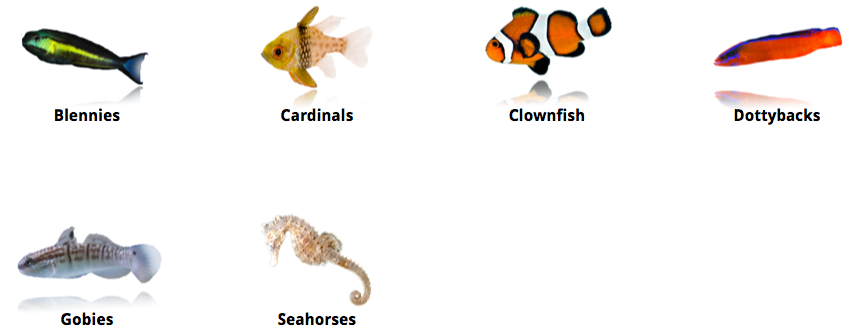 Blennies
Cardinals
Clownfish
Dottybacks
Gobies
Seahorses